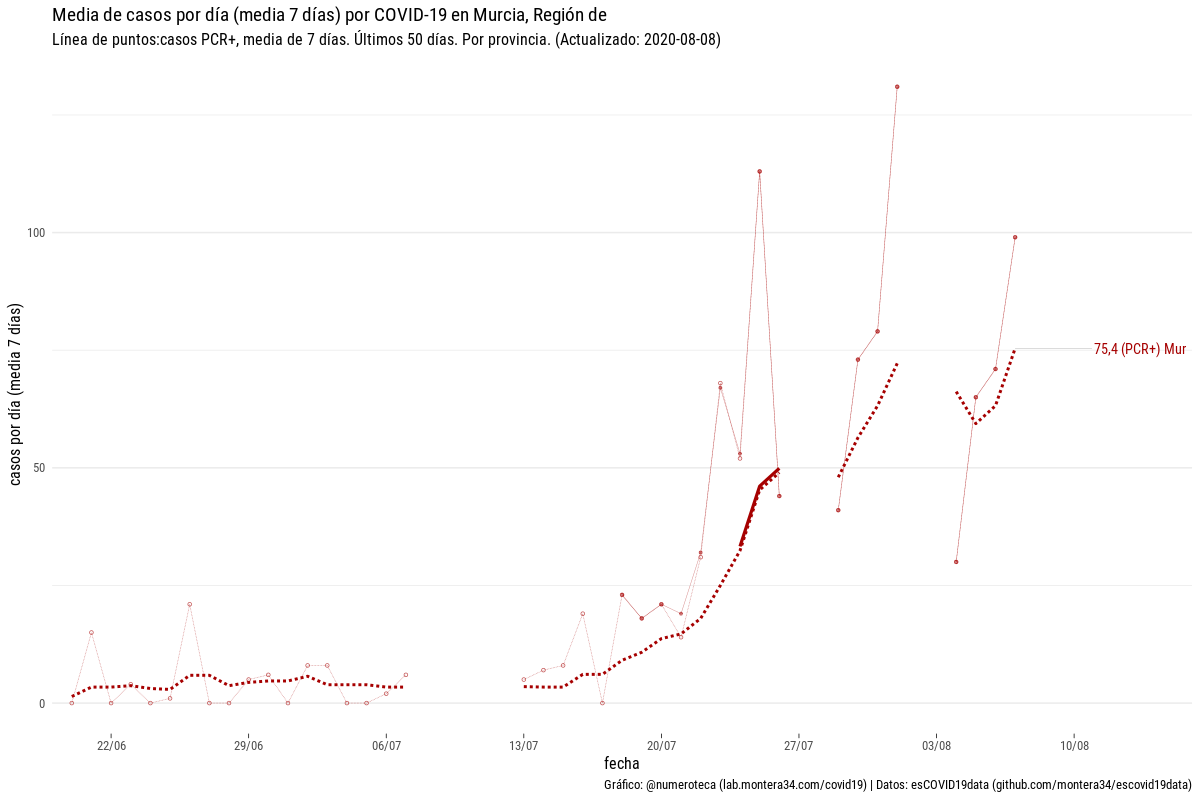 Media de casos por día (media 7 días) por COVID-19 en Murcia, Región de
Línea de puntos:casos PCR+, media de 7 días. Últimos 50 días. Por provincia. (Actualizado: 2020-08-08)
casos por día (media 7 días)
100
50
0
75,4 (PCR+) Mur
22/06
29/06
06/07
13/07
20/07
27/07
03/08
10/08
fecha
Gráfico: @numeroteca (lab.montera34.com/covid19) | Datos: esCOVID19data (github.com/montera34/escovid19data)